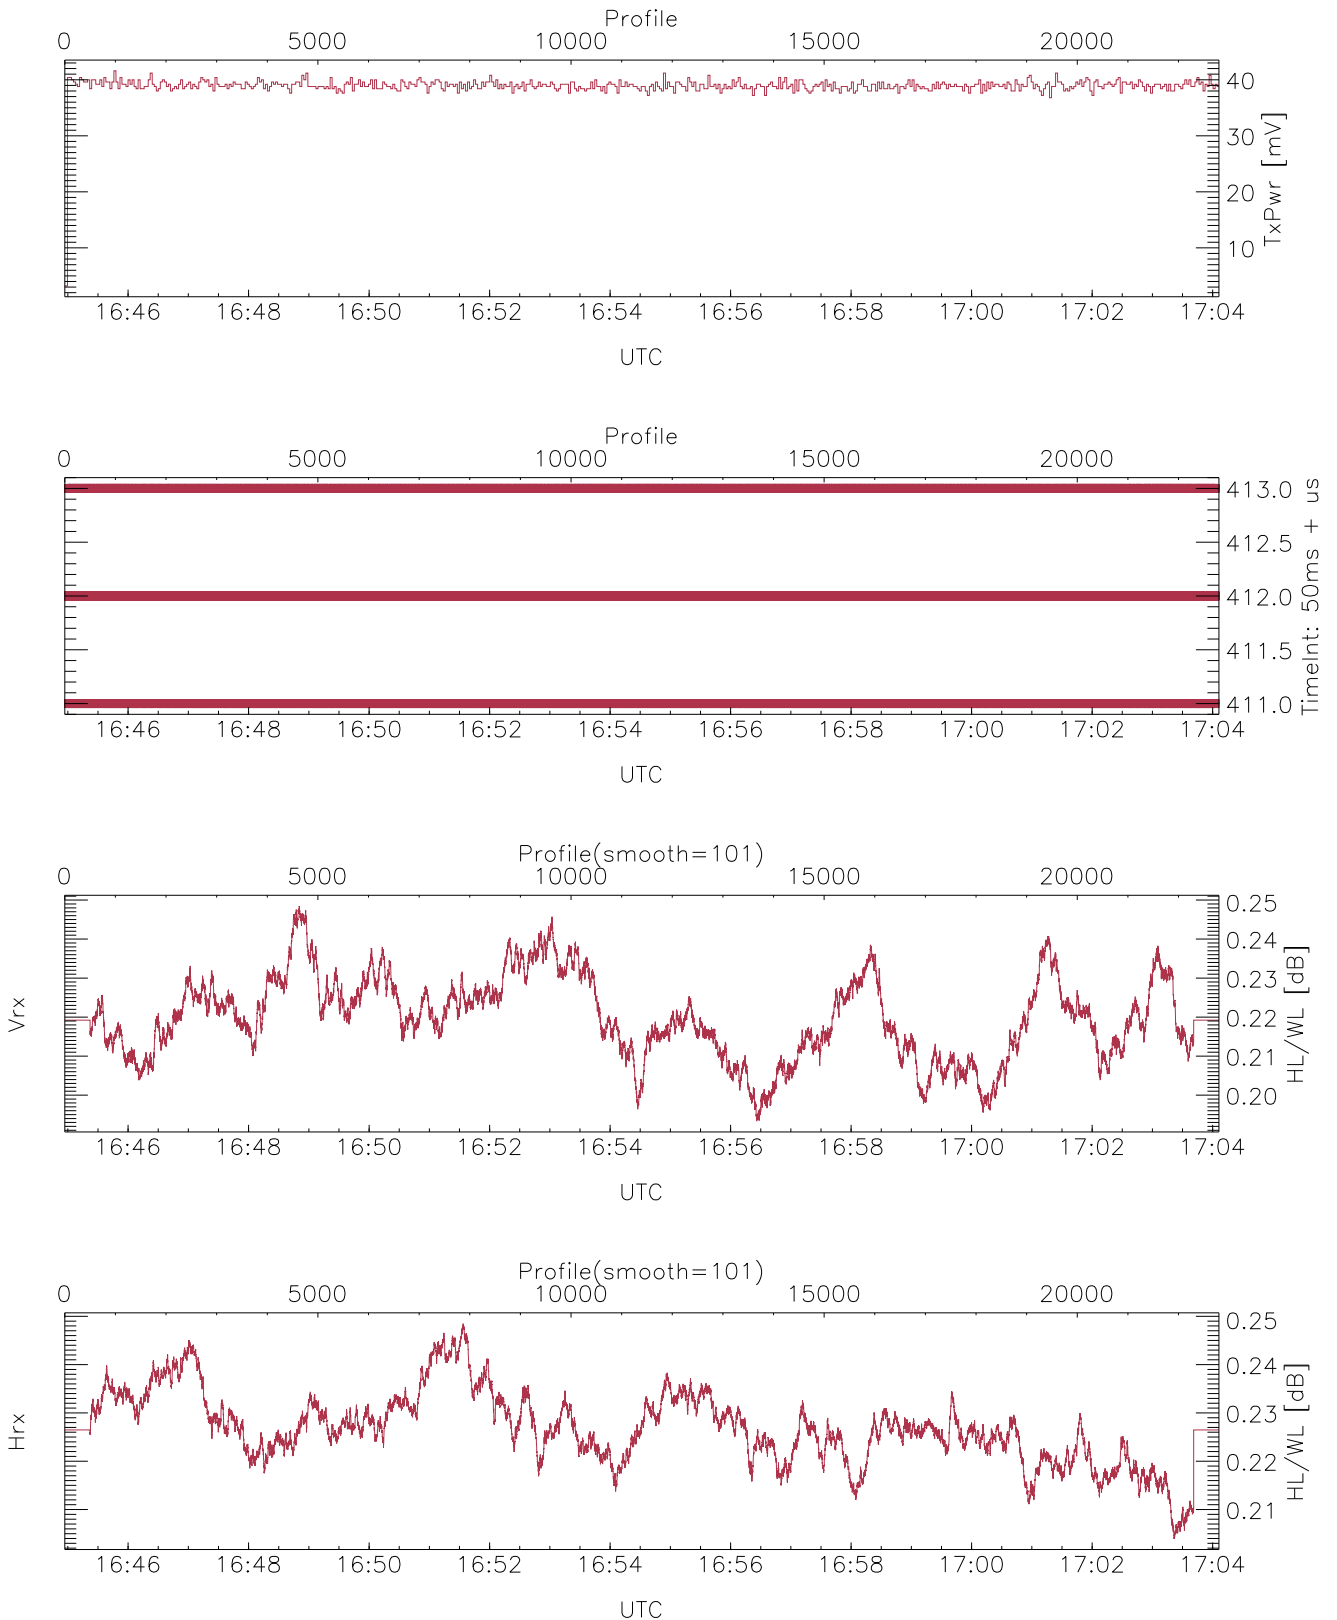 Profile
0 5000 10000 15000 20000
40
30
20
10
TxPwr [mV]
16:46 16:48 16:50 16:52 16:54 16:56 16:58 17:00 17:02 17:04
UTC
Profile
0 5000 10000 15000 20000
413.0
412.5
412.0
411.5
411.0
TimeInt: 50ms + us
16:46 16:48 16:50 16:52 16:54 16:56 16:58 17:00 17:02 17:04
UTC
Profile(smooth=101)
0 5000 10000 15000 20000
Vrx
0.25
0.24
0.23
0.22
0.21
0.20
HL/WL [dB]
16:46 16:48 16:50 16:52 16:54 16:56 16:58 17:00 17:02 17:04
UTC
Profile(smooth=101)
0 5000 10000 15000 20000
Hrx
0.25
0.24
0.23
0.22
0.21
HL/WL [dB]
16:46 16:48 16:50 16:52 16:54 16:56 16:58 17:00 17:02 17:04
UTC